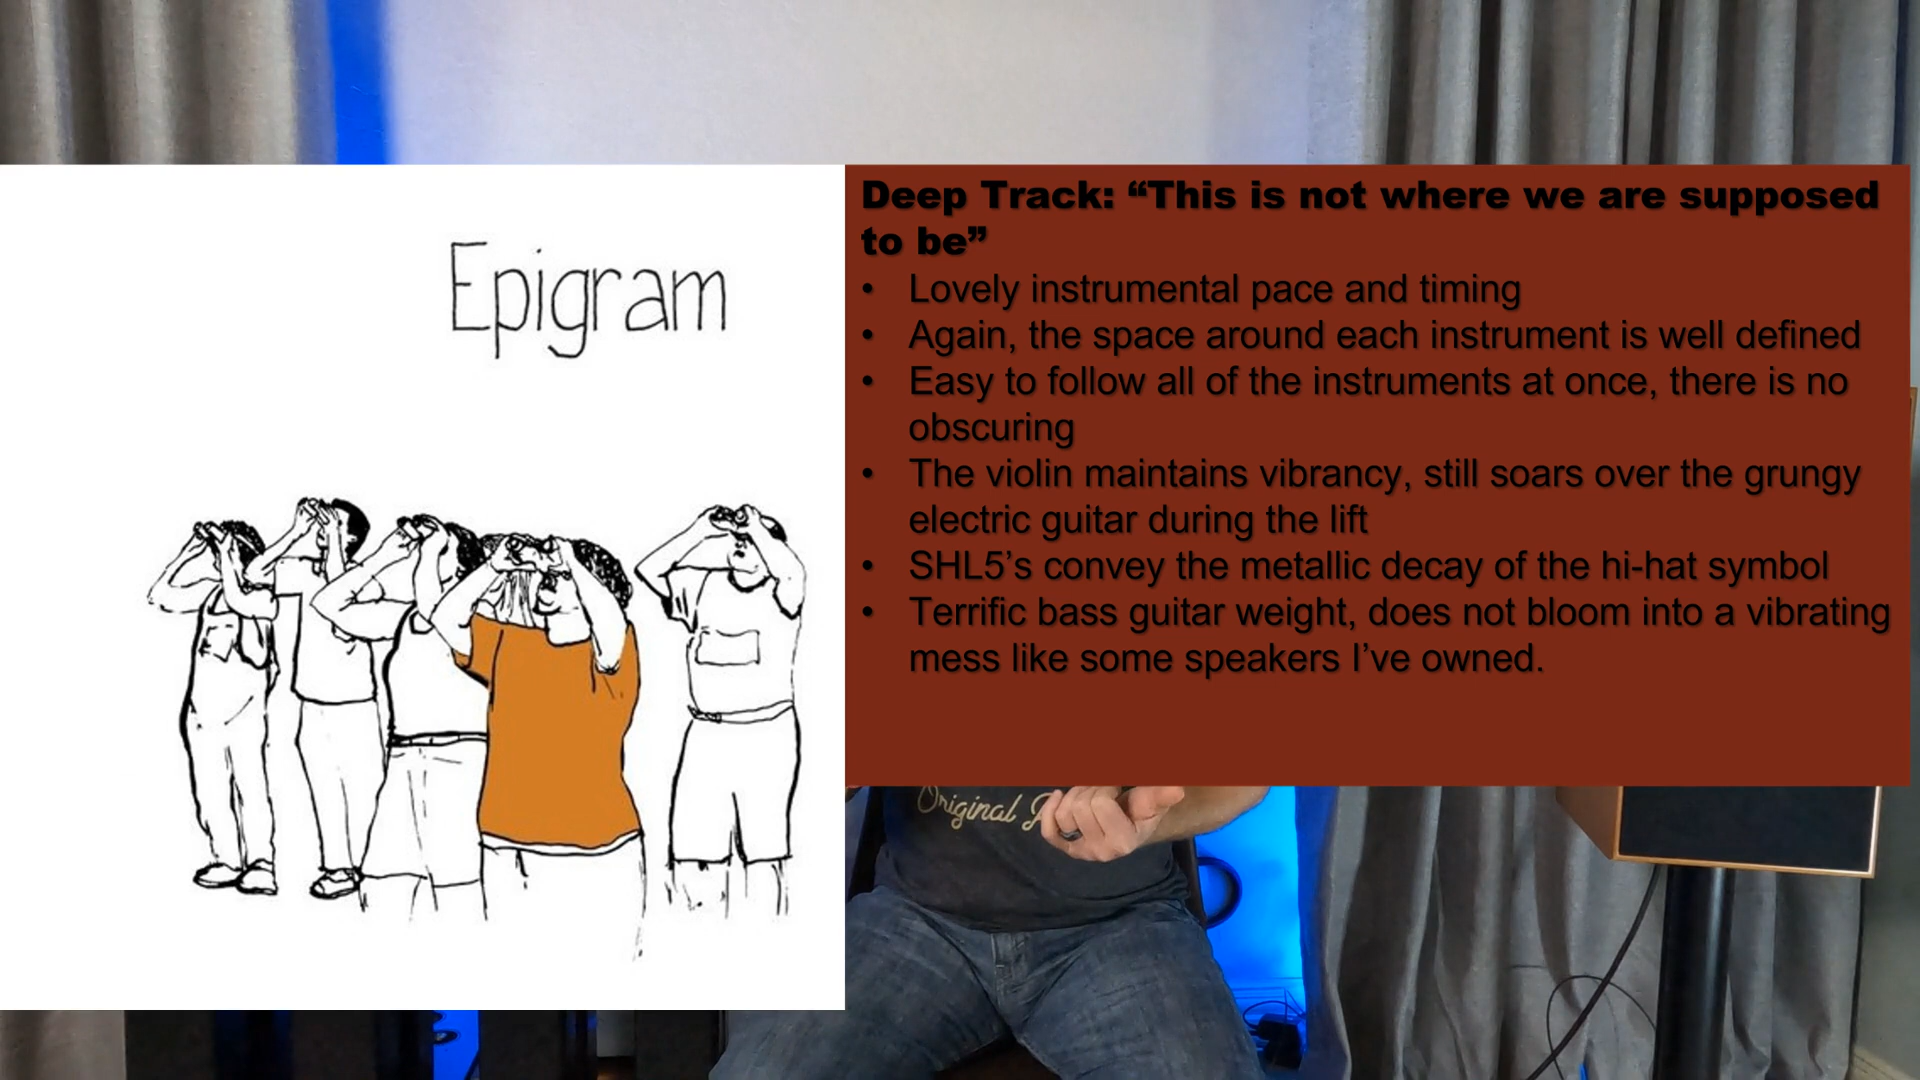 Epigram
Deep Track: “This is not where we are supposed
to be”
• Lovely instrumental pace and timing
• Again, the space around each instrument is well defined
• Easy to follow all of the instruments at once, there is no
obscuring
• The violin maintains vibrancy, still soars over the grungy
electric guitar during the lift
• SHL5’s convey the metallic decay of the hi-hat symbol
• Terrific bass guitar weight, does not bloom into a vibrating
mess like some speakers I’ve owned.
Original